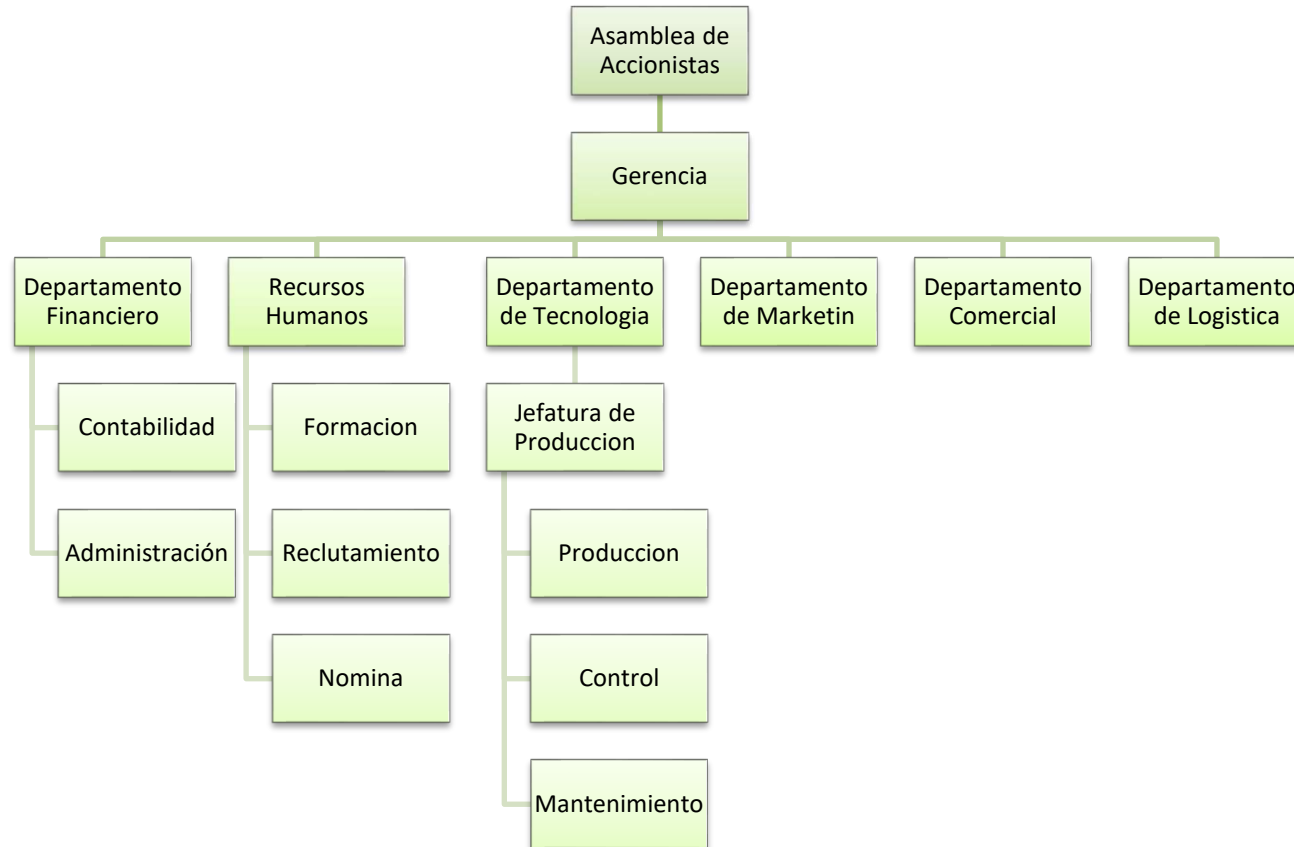 Asamblea de
Accionistas
Gerencia
Departamento
Financiero
Recursos
Humanos
Departamento
de Tecnologia
Departamento
de Marketin
Departamento
Comercial
Departamento
de Logistica
Contabilidad
Administración
Formacion
Reclutamiento
Nomina
Jefatura de
Produccion
Produccion
Control
Mantenimiento